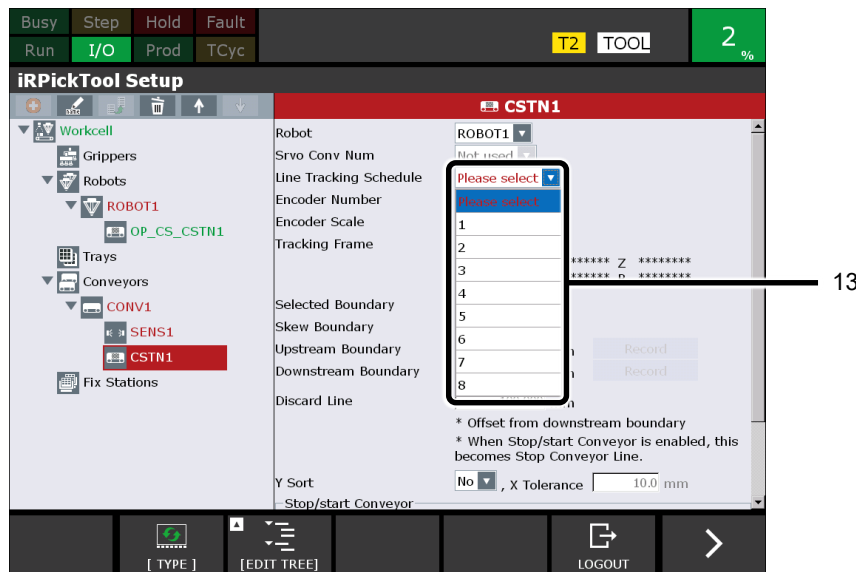 Busy Step Hold Fault
Run I/O Prod TCyc
T2 TOOL
2 %
iRPickTool Setup
CSTN1
Workcell
Grippers
Robots
ROBOT1
OP_CS_CSTN1
Trays
Conveyors
CONV1
SENS1
CSTN1
Fix Stations
Robot ROBOT1
Srvo Conv Num Not used
Line Tracking Schedule Please select
Please select
Encoder Number 1
Encoder Scale 2
Tracking Frame 3
****** Z ********
4
5
Selected Boundary
Skew Boundary 6
Upstream Boundary 7 Record
Downstream Boundary 8 Record
Discard Line
* Offset from downstream boundary
* When Stop/start Conveyor is enabled, this
becomes Stop Conveyor Line.
Y Sort No , X Tolerance 10.0 mm
Stop/start Conveyor
[ TYPE ] [EDIT TREE] LOGOUT
13